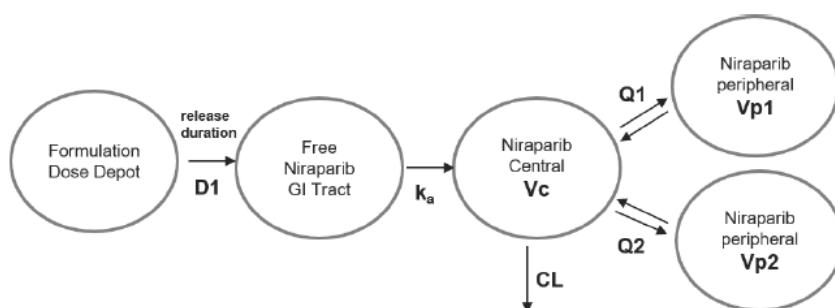 Formulation
Dose Depot
release
duration
D1
Free
Niraparib
GI Tract
ka
Niraparib
Central
Vc
CL
Q1
Niraparib
peripheral
Vp1
Q2
Niraparib
peripheral
Vp2